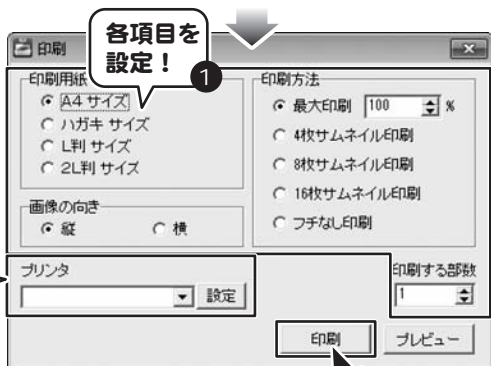 各項目を
設定！
1
印刷
印刷用紙
A4 サイズ
ハガキ サイズ
L判 サイズ
2L判 サイズ
画像の向き
縦
横
印刷方法
最大印刷 100 %
4枚サムネイル印刷
8枚サムネイル印刷
16枚サムネイル印刷
フチなし印刷
プリンタ
設定
印刷する部数
1
印刷
プレビュー